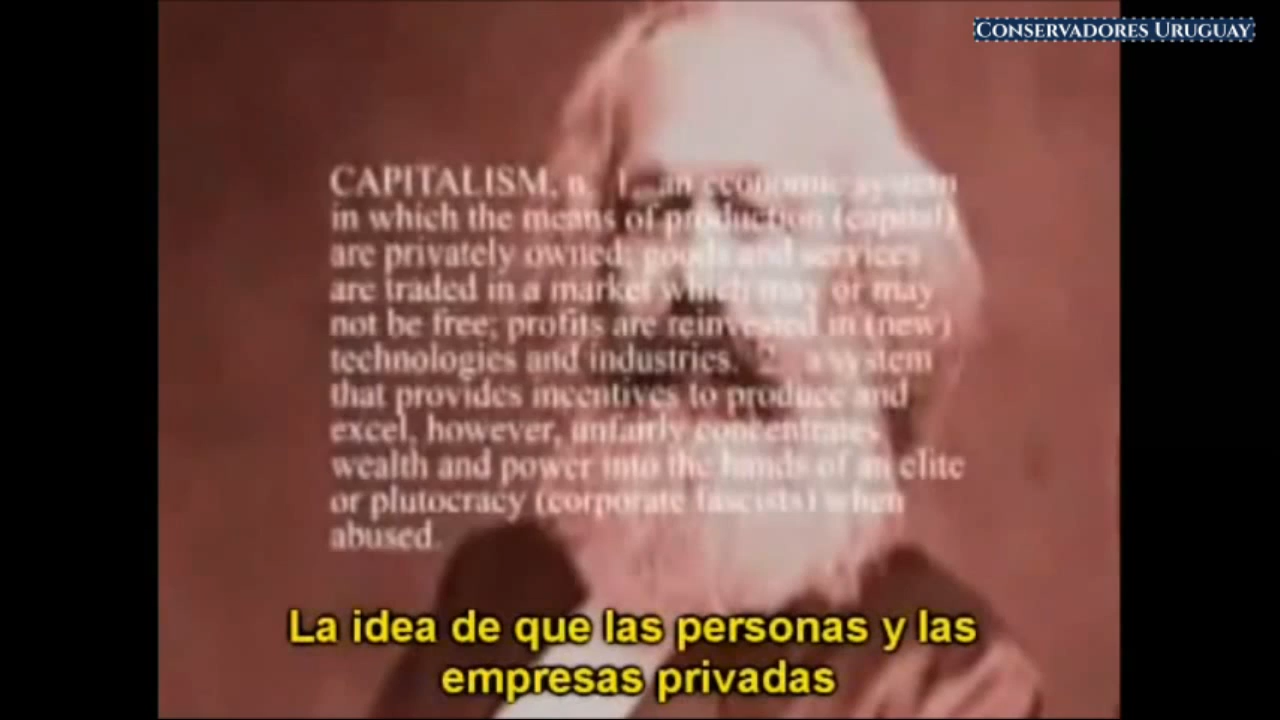 CONSERVADORES URUGUAY
CAPITALISM, n. 1. an economic system
in which the means of production (capital)
are privately owned; goods and services
are traded in a market which may or may
not be free; profits are reinvested in (new)
technologies and industries. 2. a system
that provides incentives to produce and
excel, however, unfairly concentrates
wealth and power into the hands of an elite
or plutocracy (corporate fascists) when
abused.
La idea de que las personas y las
empresas privadas